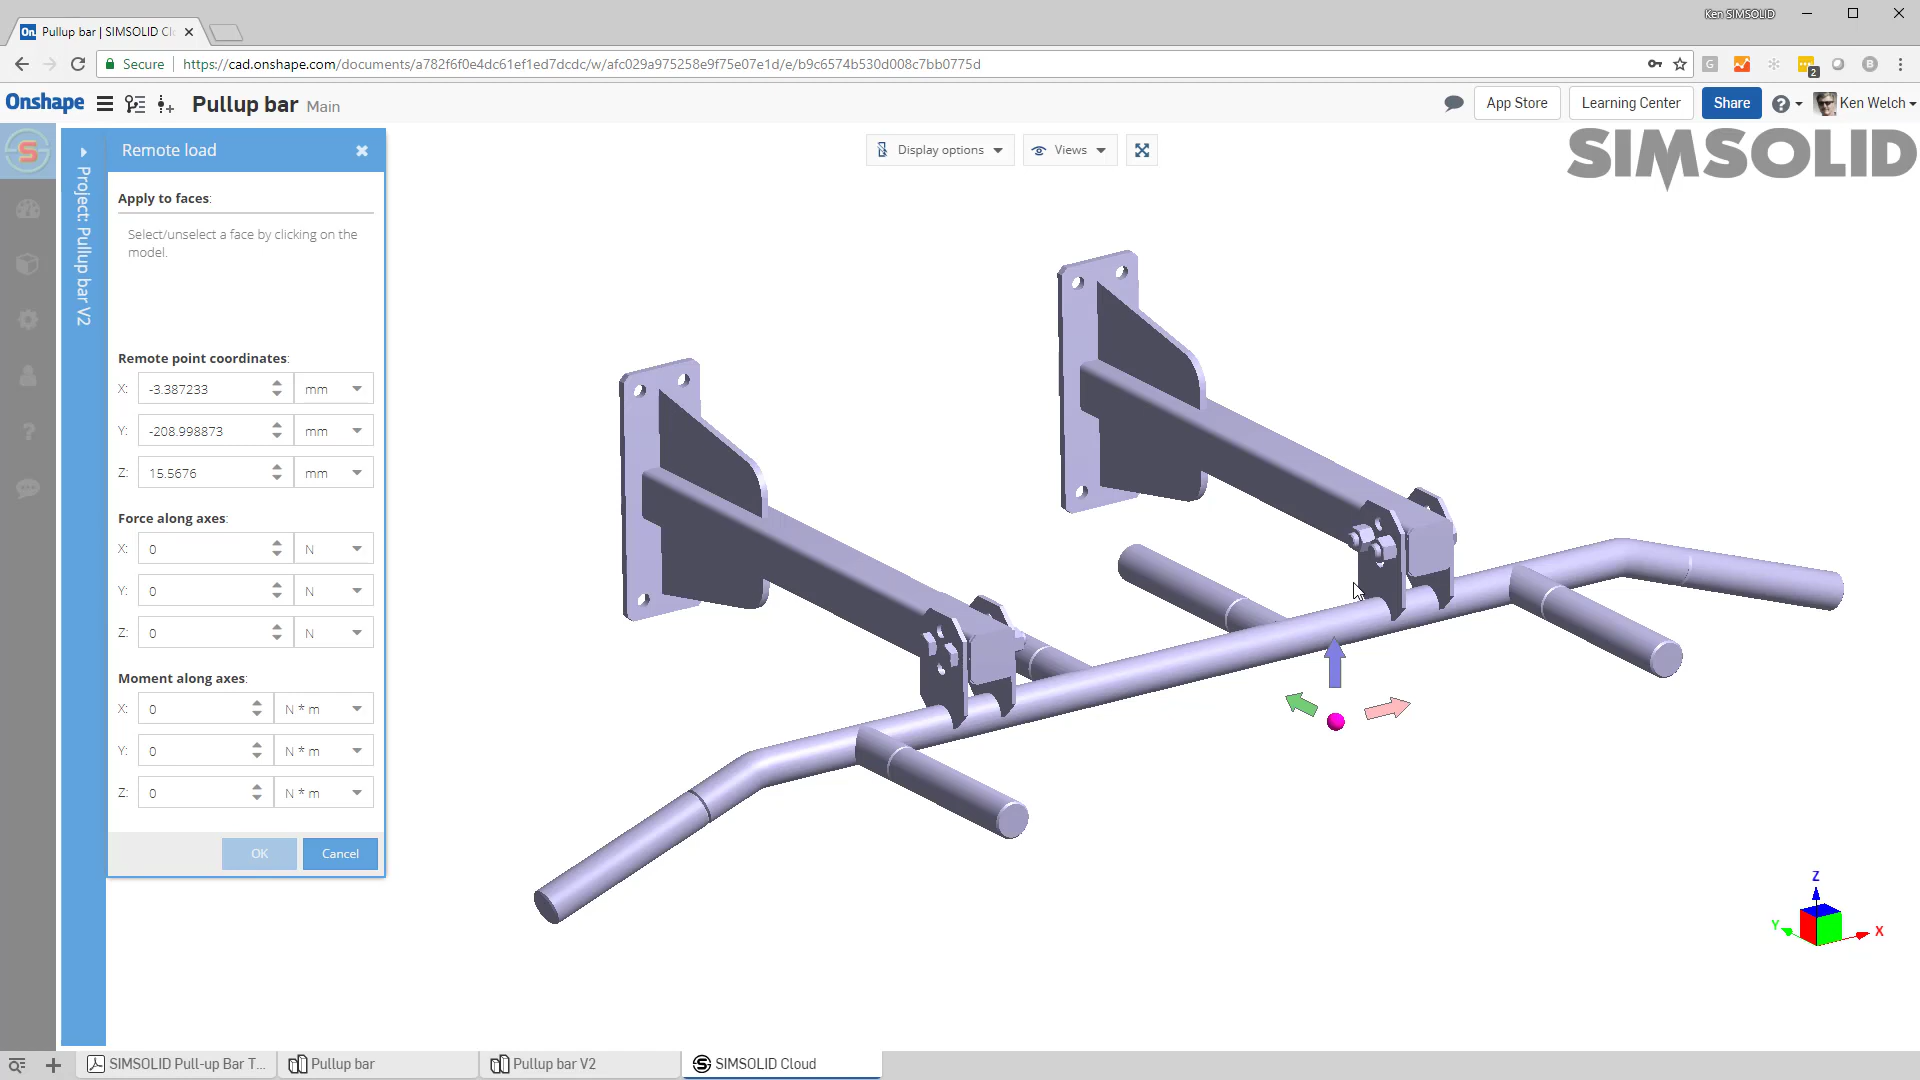 Ken SIMSOLID
On. Pullup bar | SIMSOLID Clo
Secure https://cad.onshape.com/documents/a782f6f0e4dc61ef1ed7dcdc/w/afc029a975258e9f75e07e1d/e/b9c6574b530d008c7bb0775d
G 2 B
Onshape Pullup bar Main App Store Learning Center Share Ken Welch
S
Project: Pullup bar V2
Remote load
Display options Views
SIMSOLID
Apply to faces:
Select/unselect a face by clicking on the
model.
Remote point coordinates:
X: -3.387233 mm
Y: -208.998873 mm
Z: 15.5676 mm
Force along axes:
X: 0 N
Y: 0 N
Z: 0 N
Moment along axes:
X: 0 N * m
Y: 0 N * m
Z: 0 N * m
OK Cancel
Z
Y X
SIMSOLID Pull-up Bar T... Pullup bar Pullup bar V2 SIMSOLID Cloud